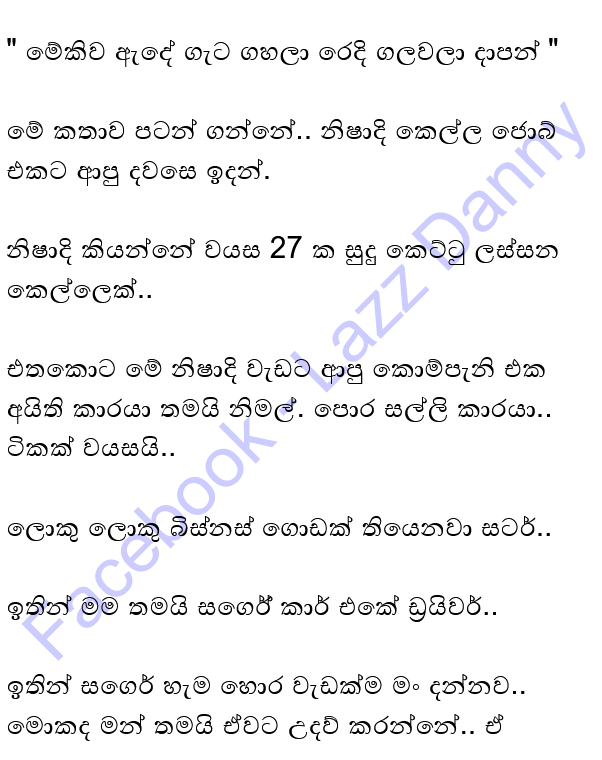 " මේකිව ඇදේ ගැට ගහලා රෙදි ගලවලා දාපන් "
මේ කතාව පටන් ගන්නේ.. නිෂාදි කෙල්ල ජොබ්
එකට ආපු දවසෙ ඉදන්.
නිෂාදි කියන්නේ වයස 27 ක සුදු කෙට්ටු ලස්සන
කෙල්ලෙක්..
එතකොට මේ නිෂාදි වැඩට ආපු කොම්පැනි එක
අයිති කාරයා තමයි නිමල්. පොර සල්ලි කාරයා..
ටිකක් වයසයි..
ලොකු ලොකු බිස්නස් ගොඩක් තියෙනවා සටර්..
ඉතින් මම තමයි සගෙර් කාර් එකේ ඩ්‍රයිවර්..
ඉතින් සගෙර් හැම හොර වැඩක්ම මං දන්නව..
මොකද මන් තමයි ඒවට උදව් කරන්නේ.. ඒ
Facebook - Lazz Danny